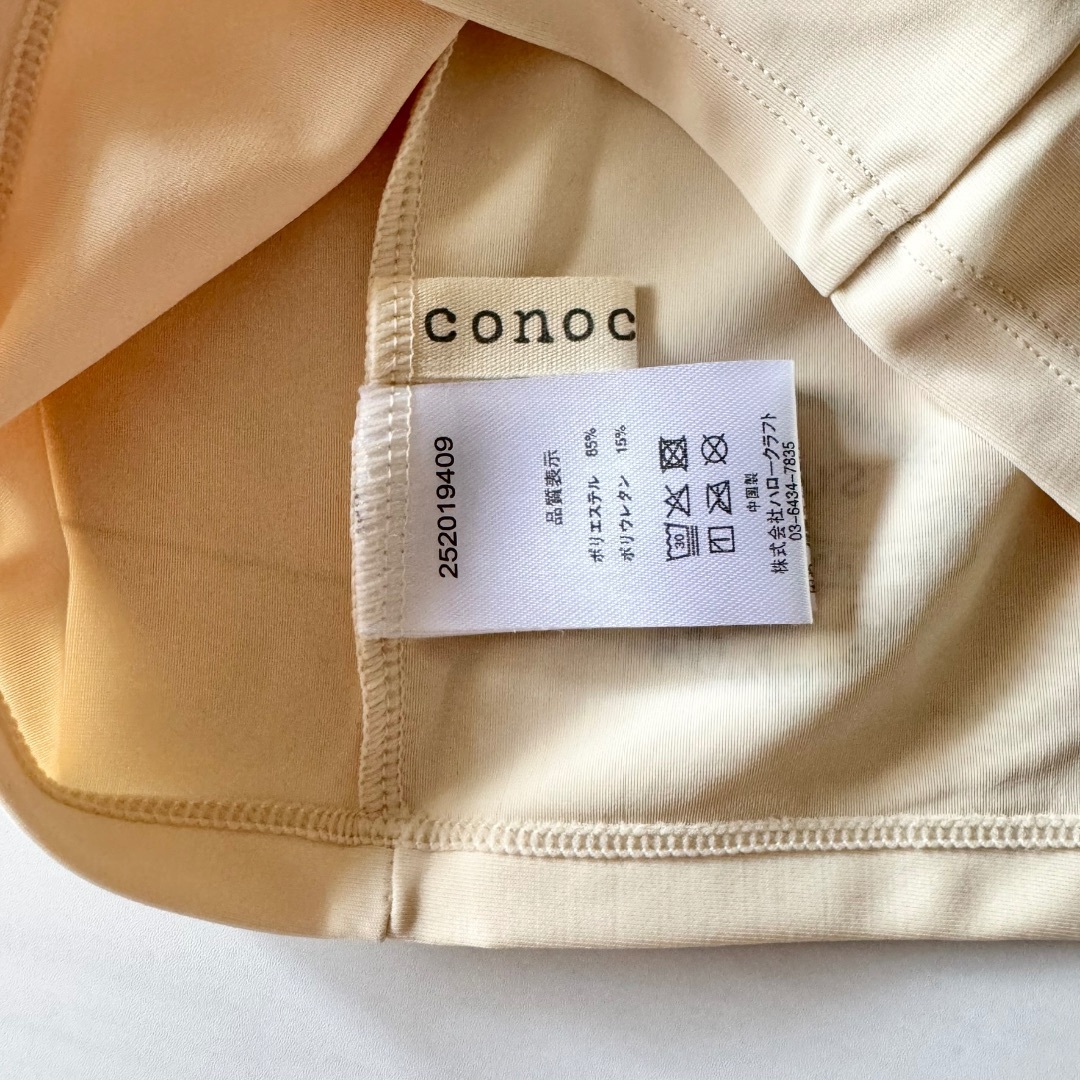 conoc
252019409
品質表示
ポリエステル 85%
ポリウレタン 15%
30
中国製
株式会社ハロークラフト
03-6434-7835